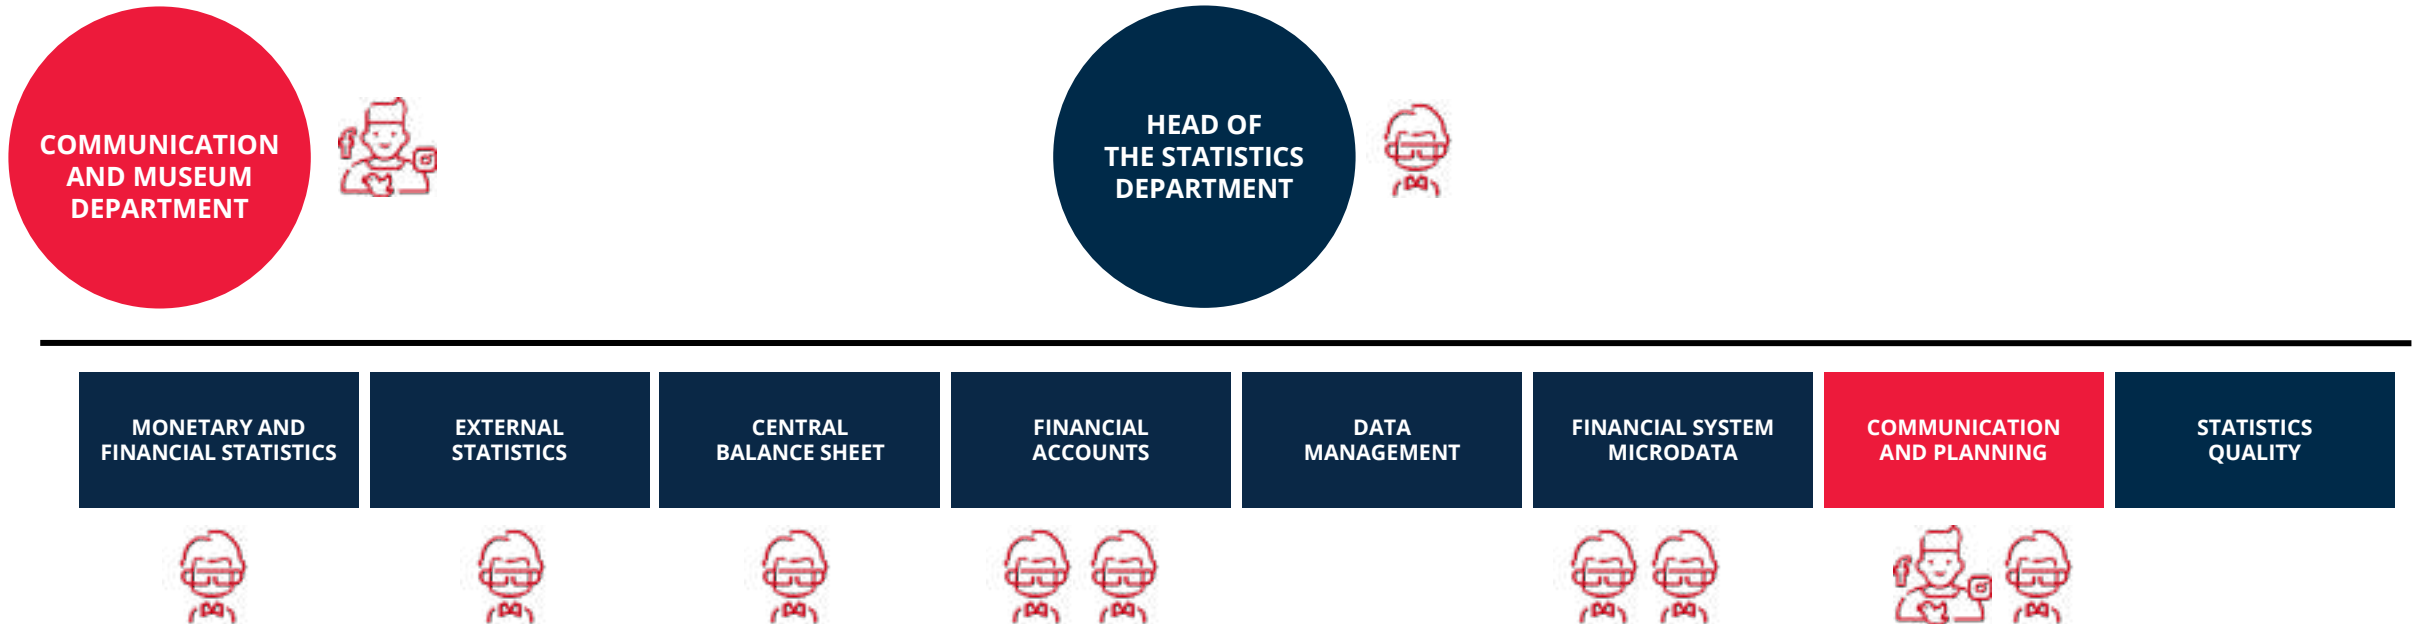 COMMUNICATION
AND MUSEUM
DEPARTMENT
HEAD OF
THE STATISTICS
DEPARTMENT
MONETARY AND
FINANCIAL STATISTICS
EXTERNAL
STATISTICS
CENTRAL
BALANCE SHEET
FINANCIAL
ACCOUNTS
DATA
MANAGEMENT
FINANCIAL SYSTEM
MICRODATA
COMMUNICATION
AND PLANNING
STATISTICS
QUALITY